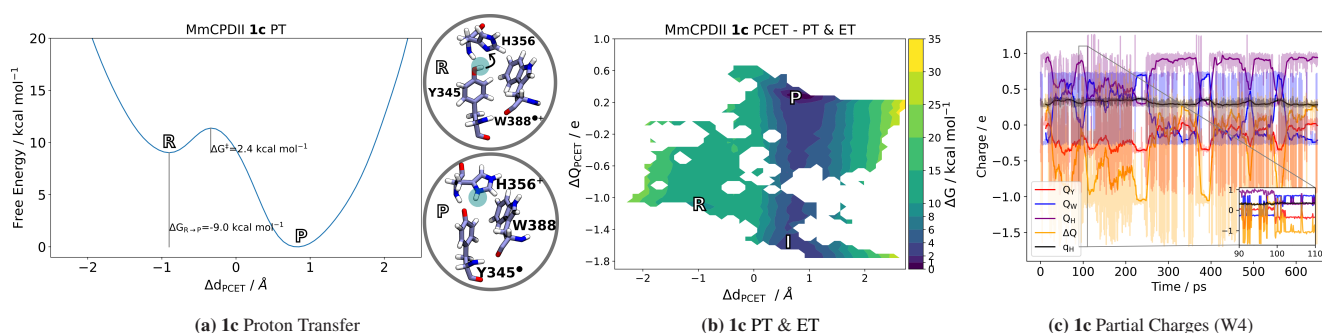 MmCPDII 1c PT
20
15
10
5
0
Free Energy / kcal mol⁻¹
R
ΔG‡=2.4 kcal mol⁻¹
ΔG_R→P=-9.0 kcal mol⁻¹
P
−2
−1
0
1
2
Δd_PCET / Å
(a) 1c Proton Transfer
H356
R
Y345
W388●+
H356⁺
P
W388
Y345●
MmCPDII 1c PCET - PT & ET
1.0
0.6
0.2
-0.2
-0.6
-1.0
-1.4
-1.8
ΔQ_PCET / e
P
R
I
−2
−1
0
1
2
Δd_PCET / Å
35
30
25
20
15
10
8
6
4
2
0
ΔG / kcal mol⁻¹
(b) 1c PT & ET
1.0
0.5
0.0
−0.5
−1.0
−1.5
Charge / e
Q_Y
Q_W
Q_H
ΔQ
q_H
1
0
−1
90
100
110
0
100
200
300
400
500
600
Time / ps
(c) 1c Partial Charges (W4)